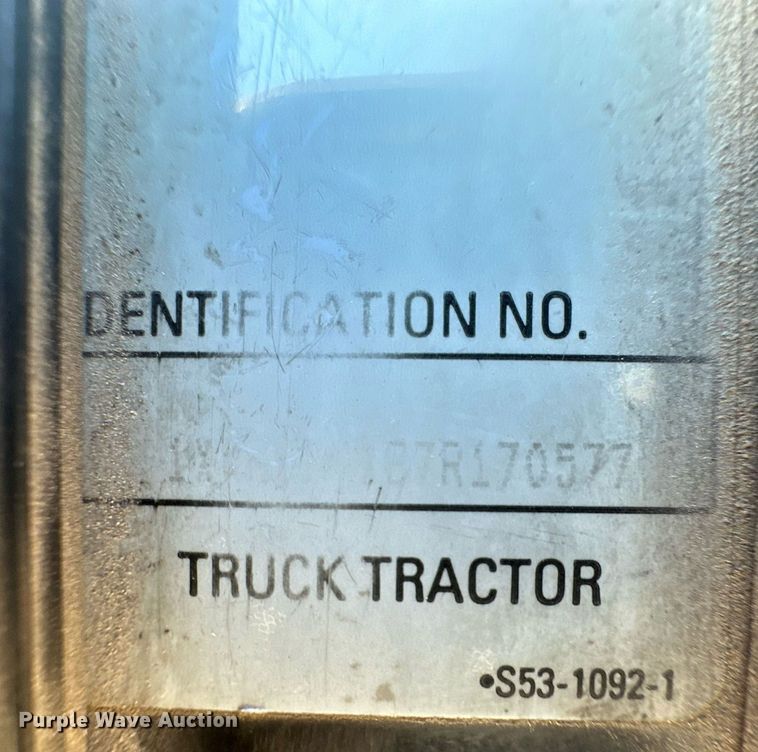 DENTIFICATION NO.
TRUCK TRACTOR
•S53-1092-1
Purple Wave Auction